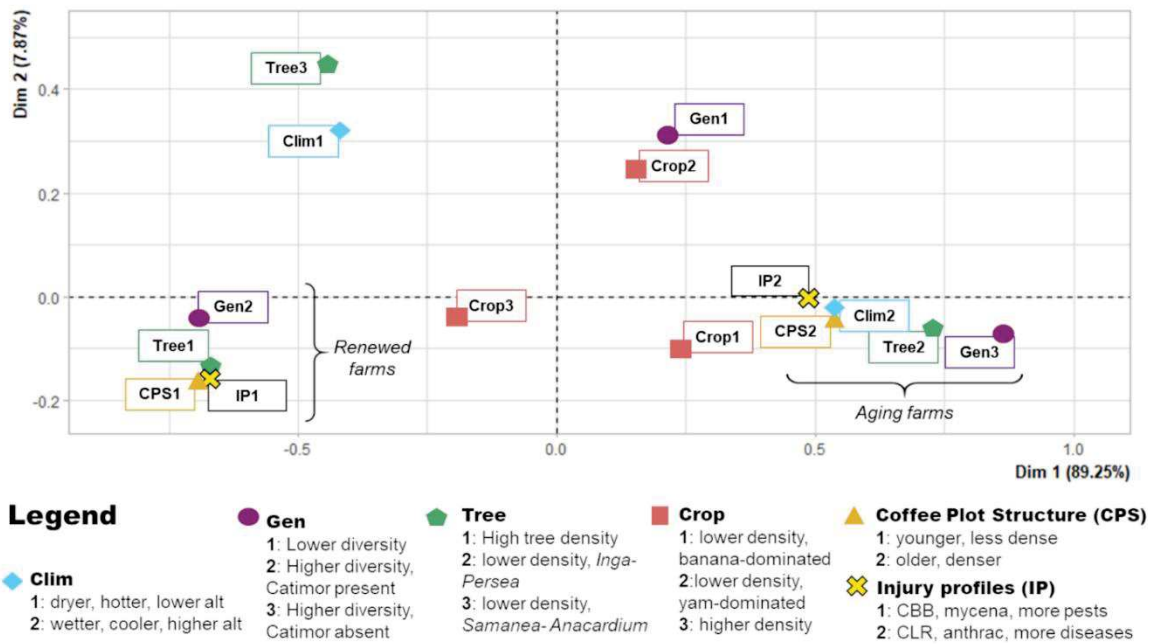 Dim 2 (7.87%)
0.4
0.2
0.0
-0.2
Tree3
Clim1
Gen1
Crop2
IP2
Gen2
Crop3
Clim2
CPS2
Crop1
Tree1
Renewed
farms
Tree2
Gen3
CPS1
IP1
Aging farms
-0.5
0.0
0.5
1.0
Dim 1 (89.25%)
Legend
Clim
1: dryer, hotter, lower alt
2: wetter, cooler, higher alt
Gen
1: Lower diversity
2: Higher diversity,
Catimor present
3: Higher diversity,
Catimor absent
Tree
1: High tree density
2: lower density, Inga-
Persea
3: lower density,
Samanea- Anacardium
Crop
1: lower density,
banana-dominated
2:lower density,
yam-dominated
3: higher density
Coffee Plot Structure (CPS)
1: younger, less dense
2: older, denser
Injury profiles (IP)
1: CBB, mycena, more pests
2: CLR, anthrac, more diseases